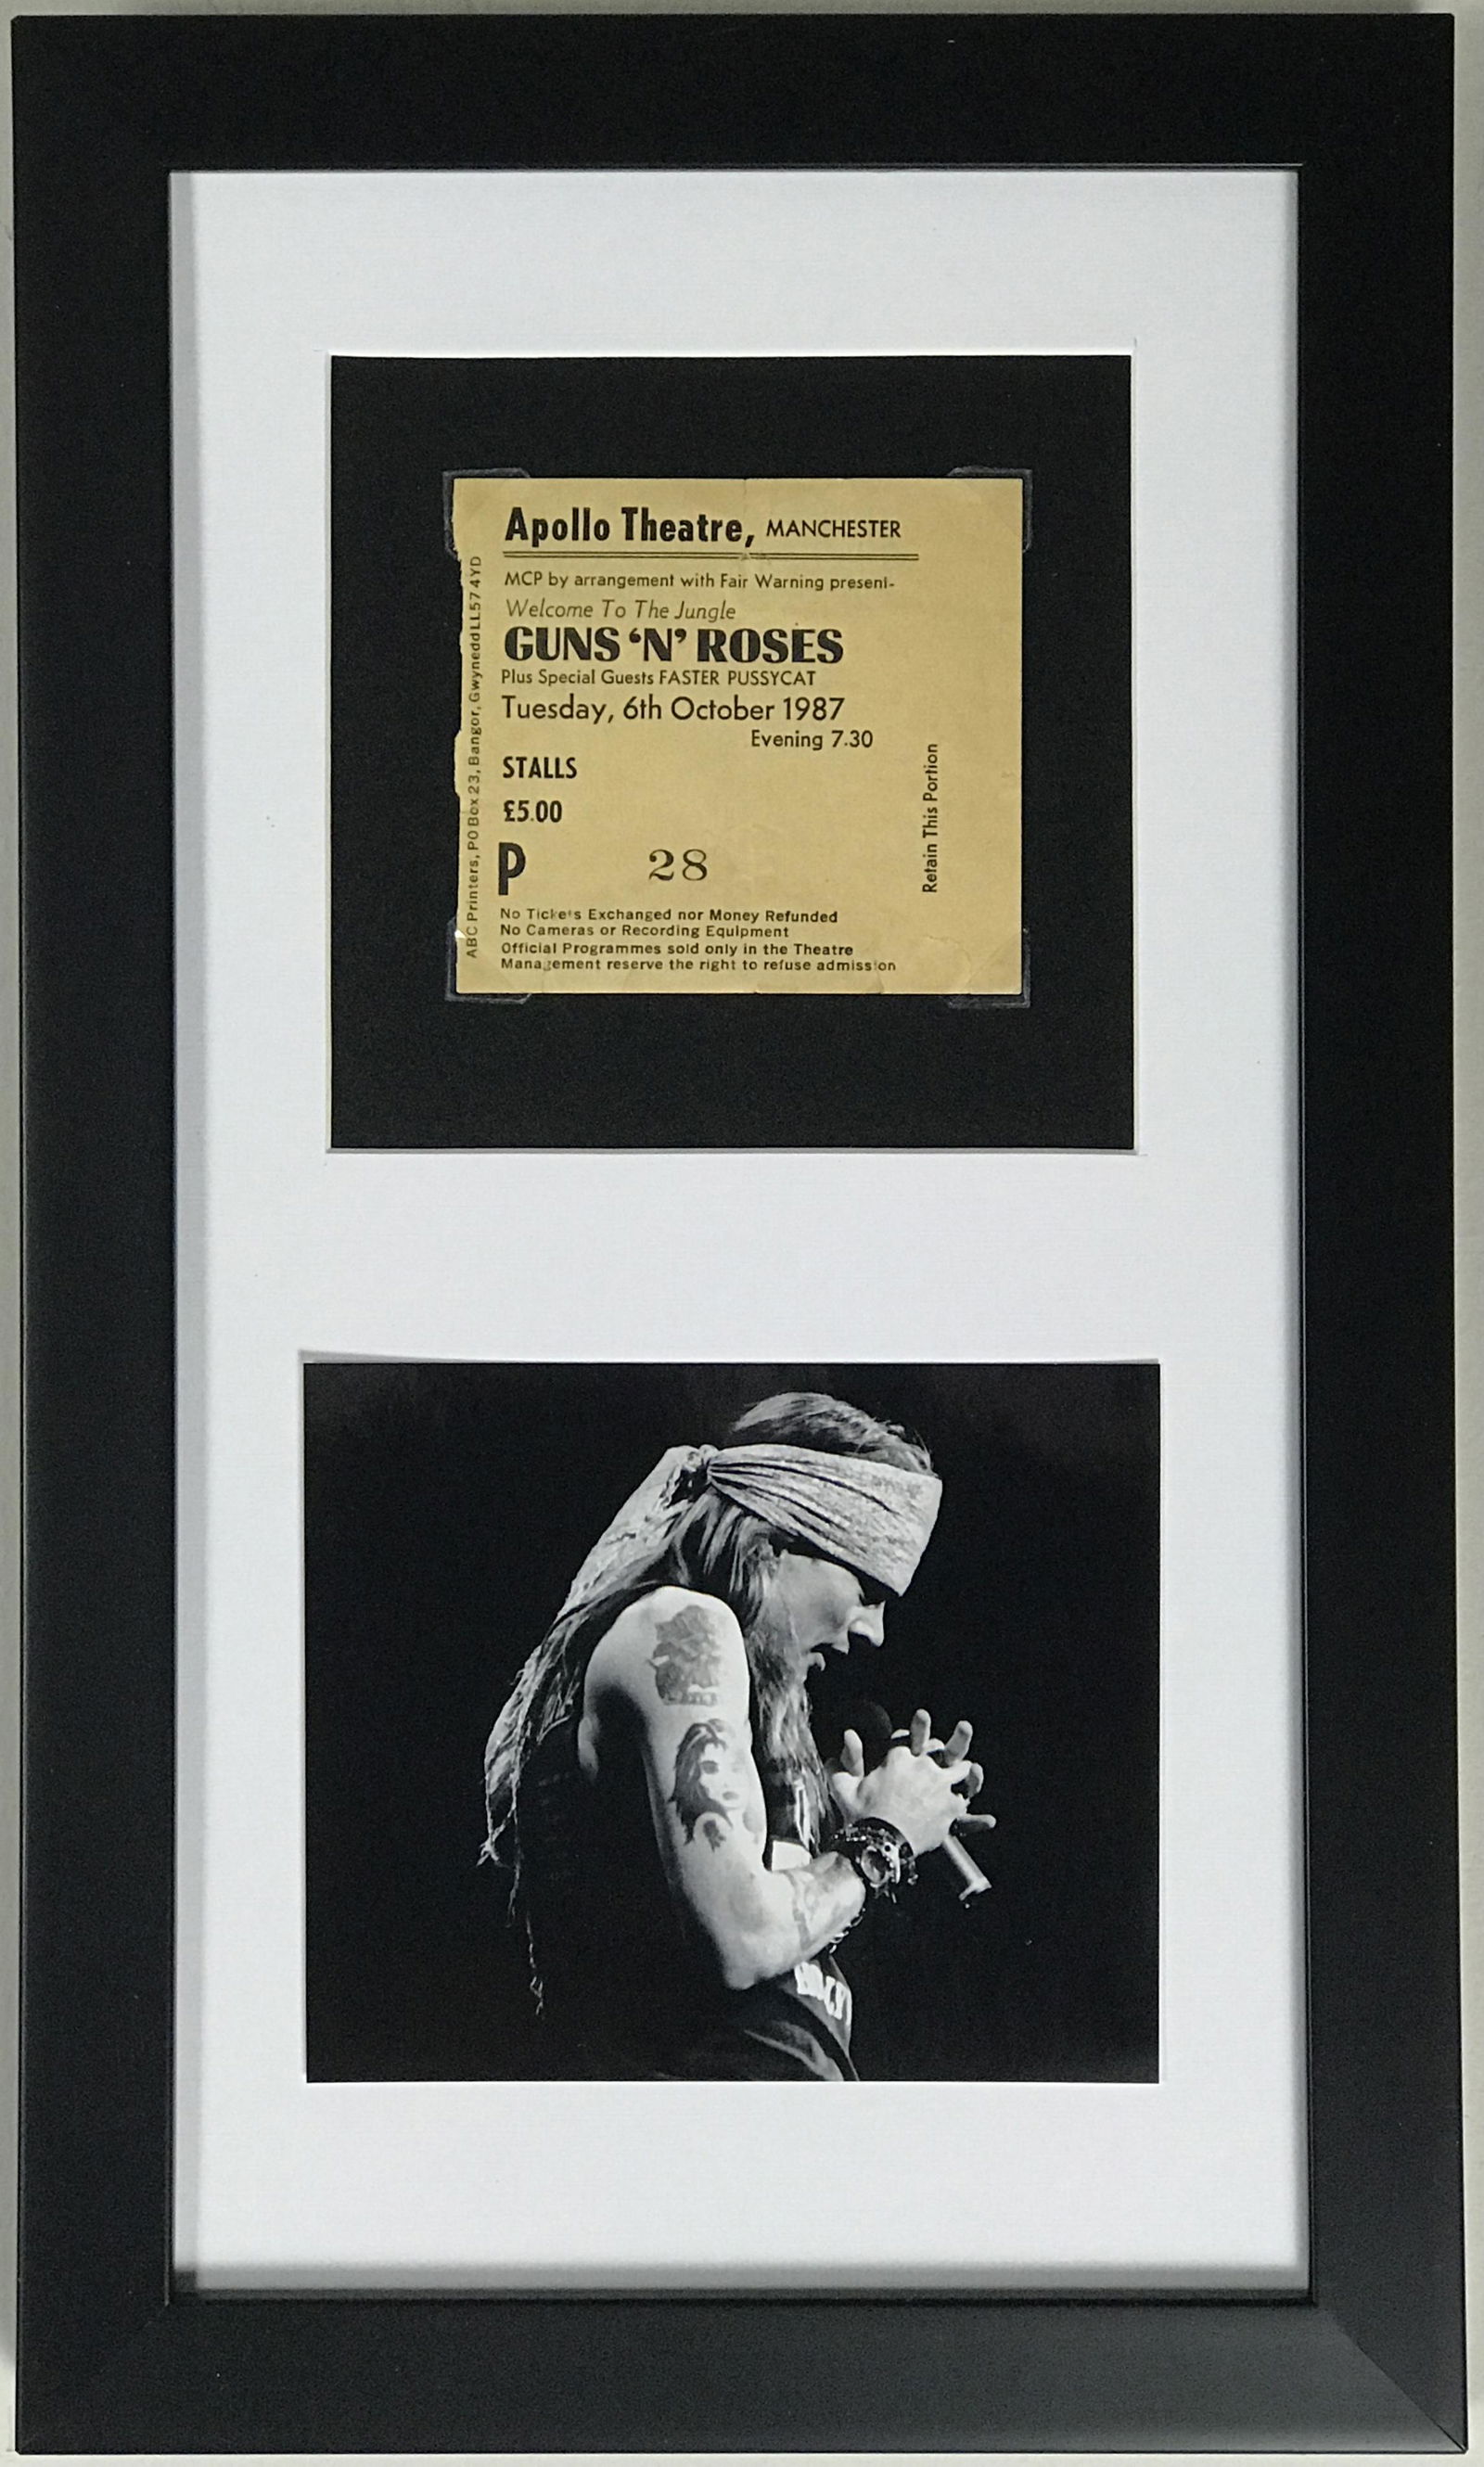 Apollo Theatre, MANCHESTER
MCP by arrangement with Fair Warning present-
Welcome To The Jungle
GUNS ‘N’ ROSES
Plus Special Guests FASTER PUSSYCAT
Tuesday, 6th October 1987
Evening 7.30
STALLS
£5.00
P 28
No Tickets Exchanged nor Money Refunded
No Cameras or Recording Equipment
Official Programmes sold only in the Theatre
Management reserve the right to refuse admission
ABC Printers, PO Box 23, Bangor, Gwynedd LL57 4YD
Retain This Portion